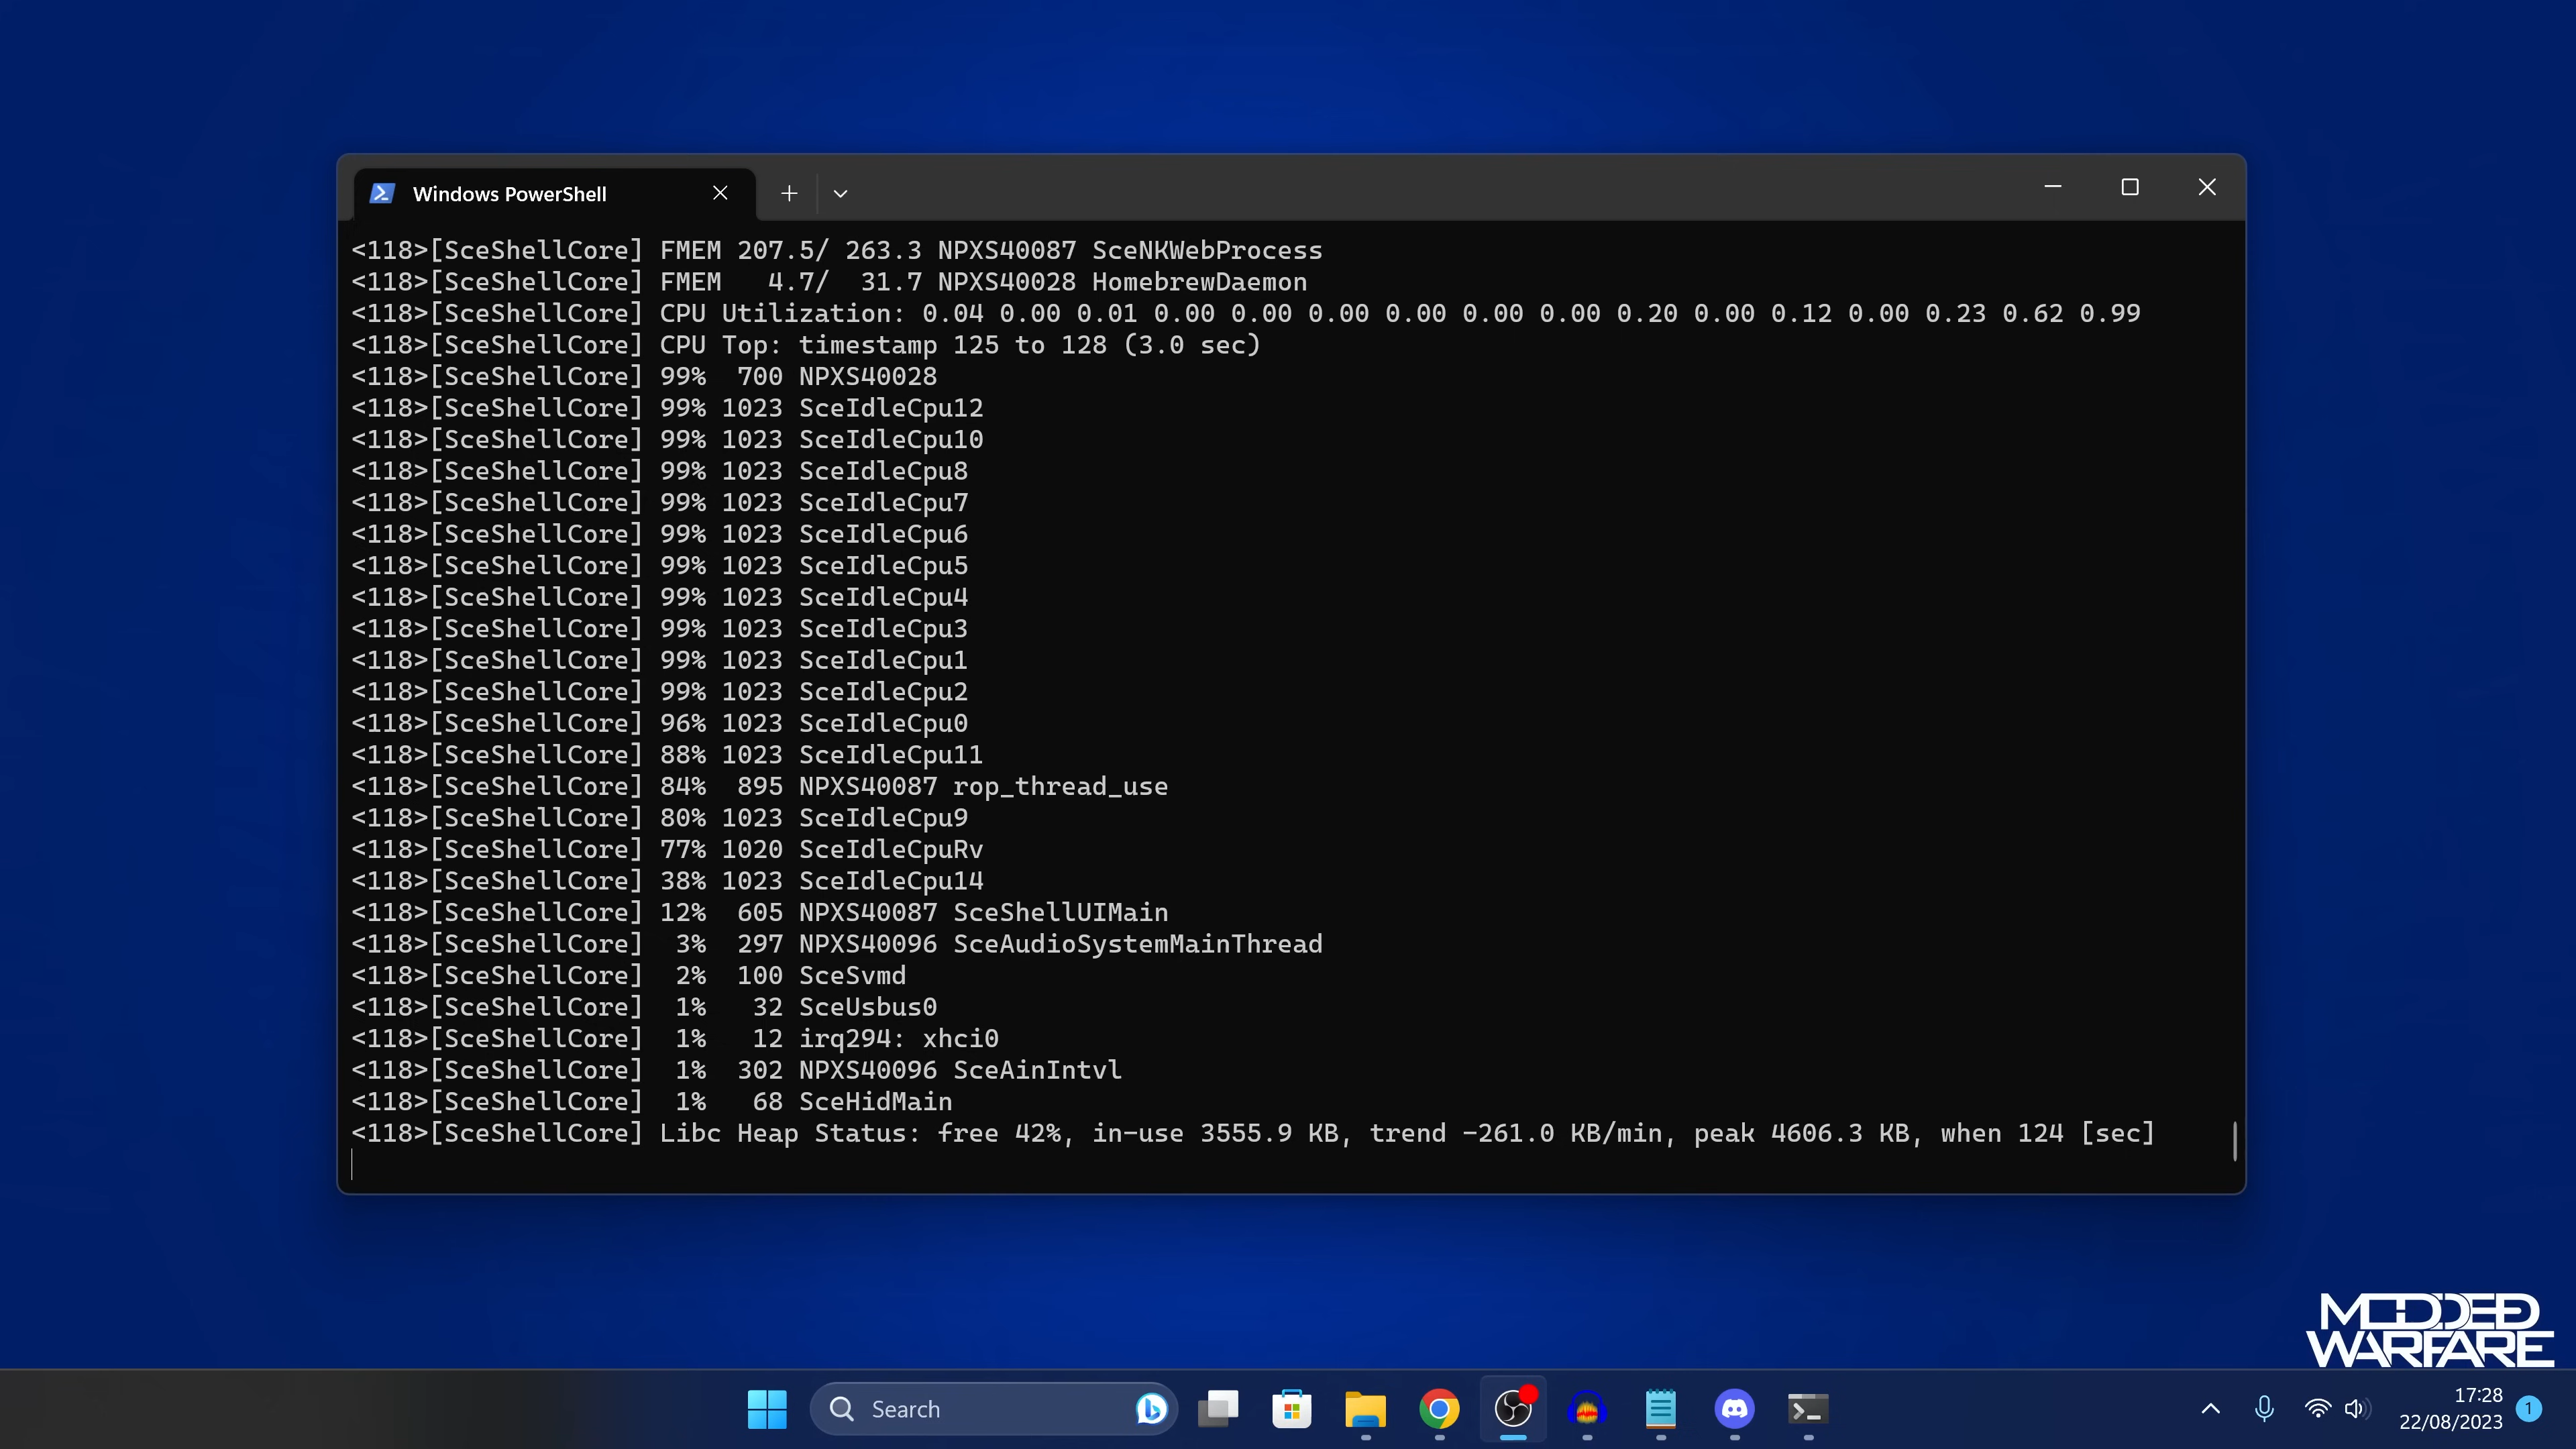 Windows PowerShell
<118>[SceShellCore] FMEM 207.5/ 263.3 NPXS40087 SceNKWebProcess
<118>[SceShellCore] FMEM   4.7/  31.7 NPXS40028 HomebrewDaemon
<118>[SceShellCore] CPU Utilization: 0.04 0.00 0.01 0.00 0.00 0.00 0.00 0.00 0.00 0.20 0.00 0.12 0.00 0.23 0.62 0.99
<118>[SceShellCore] CPU Top: timestamp 125 to 128 (3.0 sec)
<118>[SceShellCore] 99%  700 NPXS40028
<118>[SceShellCore] 99% 1023 SceIdleCpu12
<118>[SceShellCore] 99% 1023 SceIdleCpu10
<118>[SceShellCore] 99% 1023 SceIdleCpu8
<118>[SceShellCore] 99% 1023 SceIdleCpu7
<118>[SceShellCore] 99% 1023 SceIdleCpu6
<118>[SceShellCore] 99% 1023 SceIdleCpu5
<118>[SceShellCore] 99% 1023 SceIdleCpu4
<118>[SceShellCore] 99% 1023 SceIdleCpu3
<118>[SceShellCore] 99% 1023 SceIdleCpu1
<118>[SceShellCore] 99% 1023 SceIdleCpu2
<118>[SceShellCore] 96% 1023 SceIdleCpu0
<118>[SceShellCore] 88% 1023 SceIdleCpu11
<118>[SceShellCore] 84%  895 NPXS40087 rop_thread_use
<118>[SceShellCore] 80% 1023 SceIdleCpu9
<118>[SceShellCore] 77% 1020 SceIdleCpuRv
<118>[SceShellCore] 38% 1023 SceIdleCpu14
<118>[SceShellCore] 12%  605 NPXS40087 SceShellUIMain
<118>[SceShellCore]  3%  297 NPXS40096 SceAudioSystemMainThread
<118>[SceShellCore]  2%  100 SceSvmd
<118>[SceShellCore]  1%   32 SceUsbus0
<118>[SceShellCore]  1%   12 irq294: xhci0
<118>[SceShellCore]  1%  302 NPXS40096 SceAinIntvl
<118>[SceShellCore]  1%   68 SceHidMain
<118>[SceShellCore] Libc Heap Status: free 42%, in-use 3555.9 KB, trend -261.0 KB/min, peak 4606.3 KB, when 124 [sec]
MODDED
WARFARE
Search
17:28
22/08/2023
1